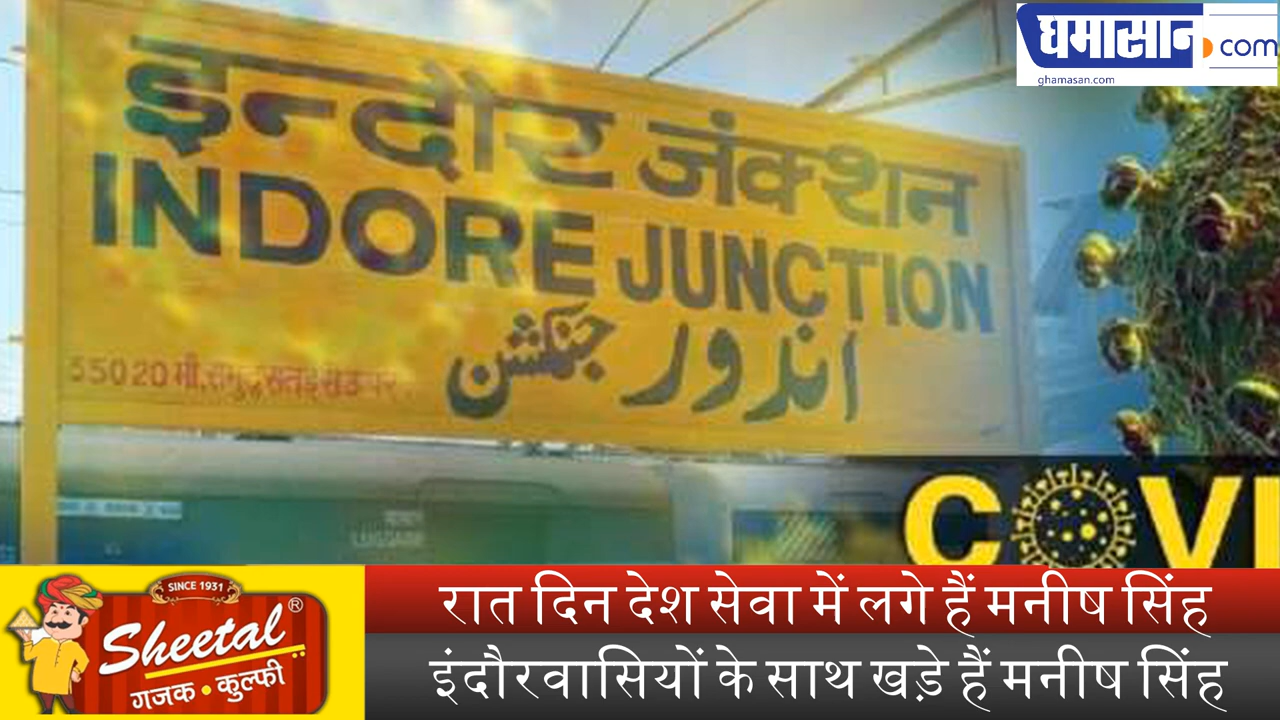 घमासान.com
ghamasan.com
इन्दौर जंक्शन
INDORE JUNCTION
اندور جنکشن
55020 मी.
COVI
SINCE 1931
Sheetal®
गजक • कुल्फी
रात दिन देश सेवा में लगे हैं मनीष सिंह
इंदौरवासियों के साथ खड़े हैं मनीष सिंह